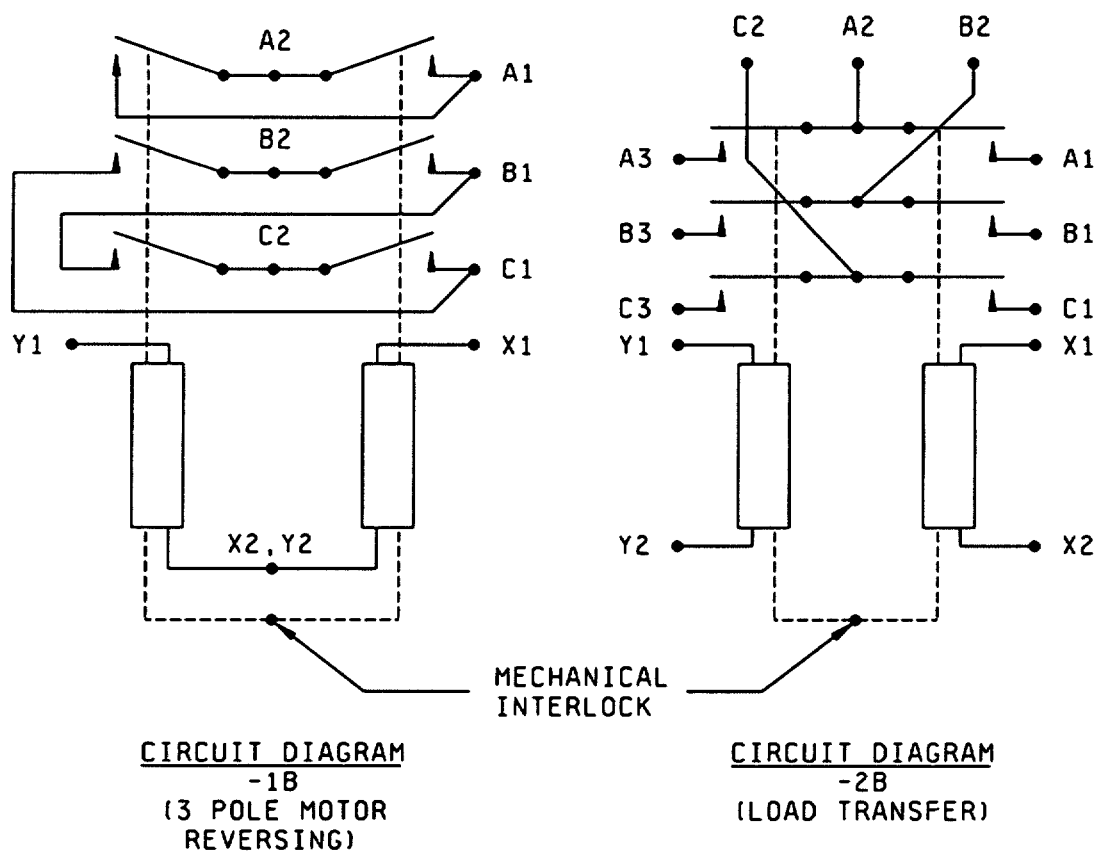 A2
A1
B2
B1
C2
C1
Y1
X1
X2,Y2
C2
A2
B2
A3
A1
B3
B1
C3
C1
Y1
X1
Y2
X2
MECHANICAL
INTERLOCK
CIRCUIT DIAGRAM
-1B
(3 POLE MOTOR
REVERSING)
CIRCUIT DIAGRAM
-2B
(LOAD TRANSFER)